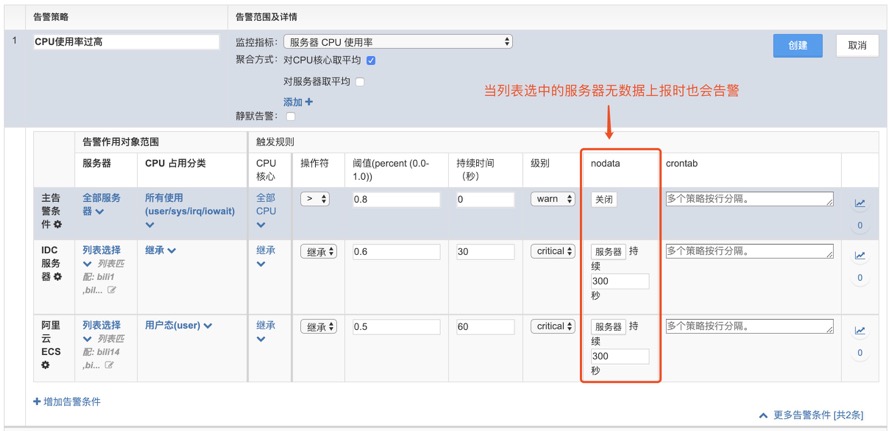 告警策略
告警范围及详情
1
CPU使用率过高
监控指标:
服务器 CPU 使用率
创建
取消
聚合方式:
对CPU核心取平均
对服务器取平均
添加
静默告警:
当列表选中的服务器无数据上报时也会告警
告警作用对象范围
触发规则
服务器
CPU 占用分类
CPU
核心
操作符
阈值(percent (0.0-
1.0))
持续时间
(秒)
级别
nodata
crontab
主告
警条
件
全部服务
器
所有使用
(user/sys/irq/iowait)
全部
CPU
>
0.8
0
warn
关闭
多个策略按行分隔。
0
IDC
服务
器
列表选择
列表匹
配: bili1
,bil...
继承
继承
继承
0.6
30
critical
服务器 持
续
300
秒
多个策略按行分隔。
0
阿里
云
ECS
列表选择
列表匹
配: bili14
,bi...
用户态(user)
继承
继承
0.5
60
critical
服务器 持
续
300
秒
多个策略按行分隔。
0
增加告警条件
更多告警条件 [共2条]